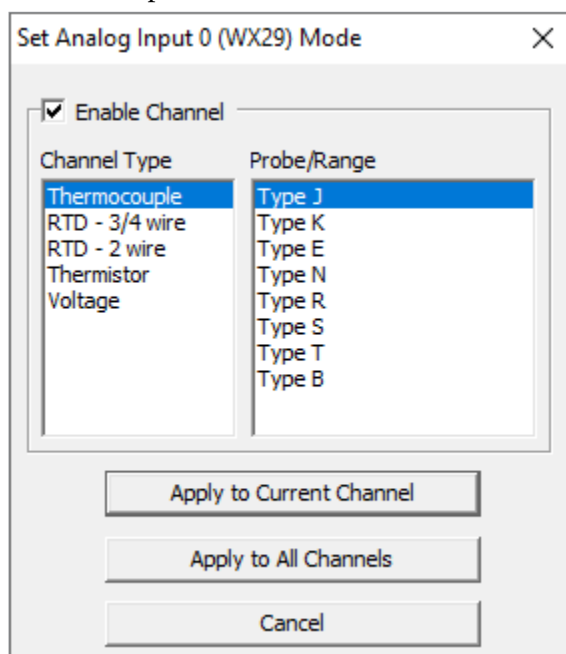 Set Analog Input 0 (WX29) Mode
Enable Channel
Channel Type
Thermocouple
RTD - 3/4 wire
RTD - 2 wire
Thermistor
Voltage
Probe/Range
Type J
Type K
Type E
Type N
Type R
Type S
Type T
Type B
Apply to Current Channel
Apply to All Channels
Cancel